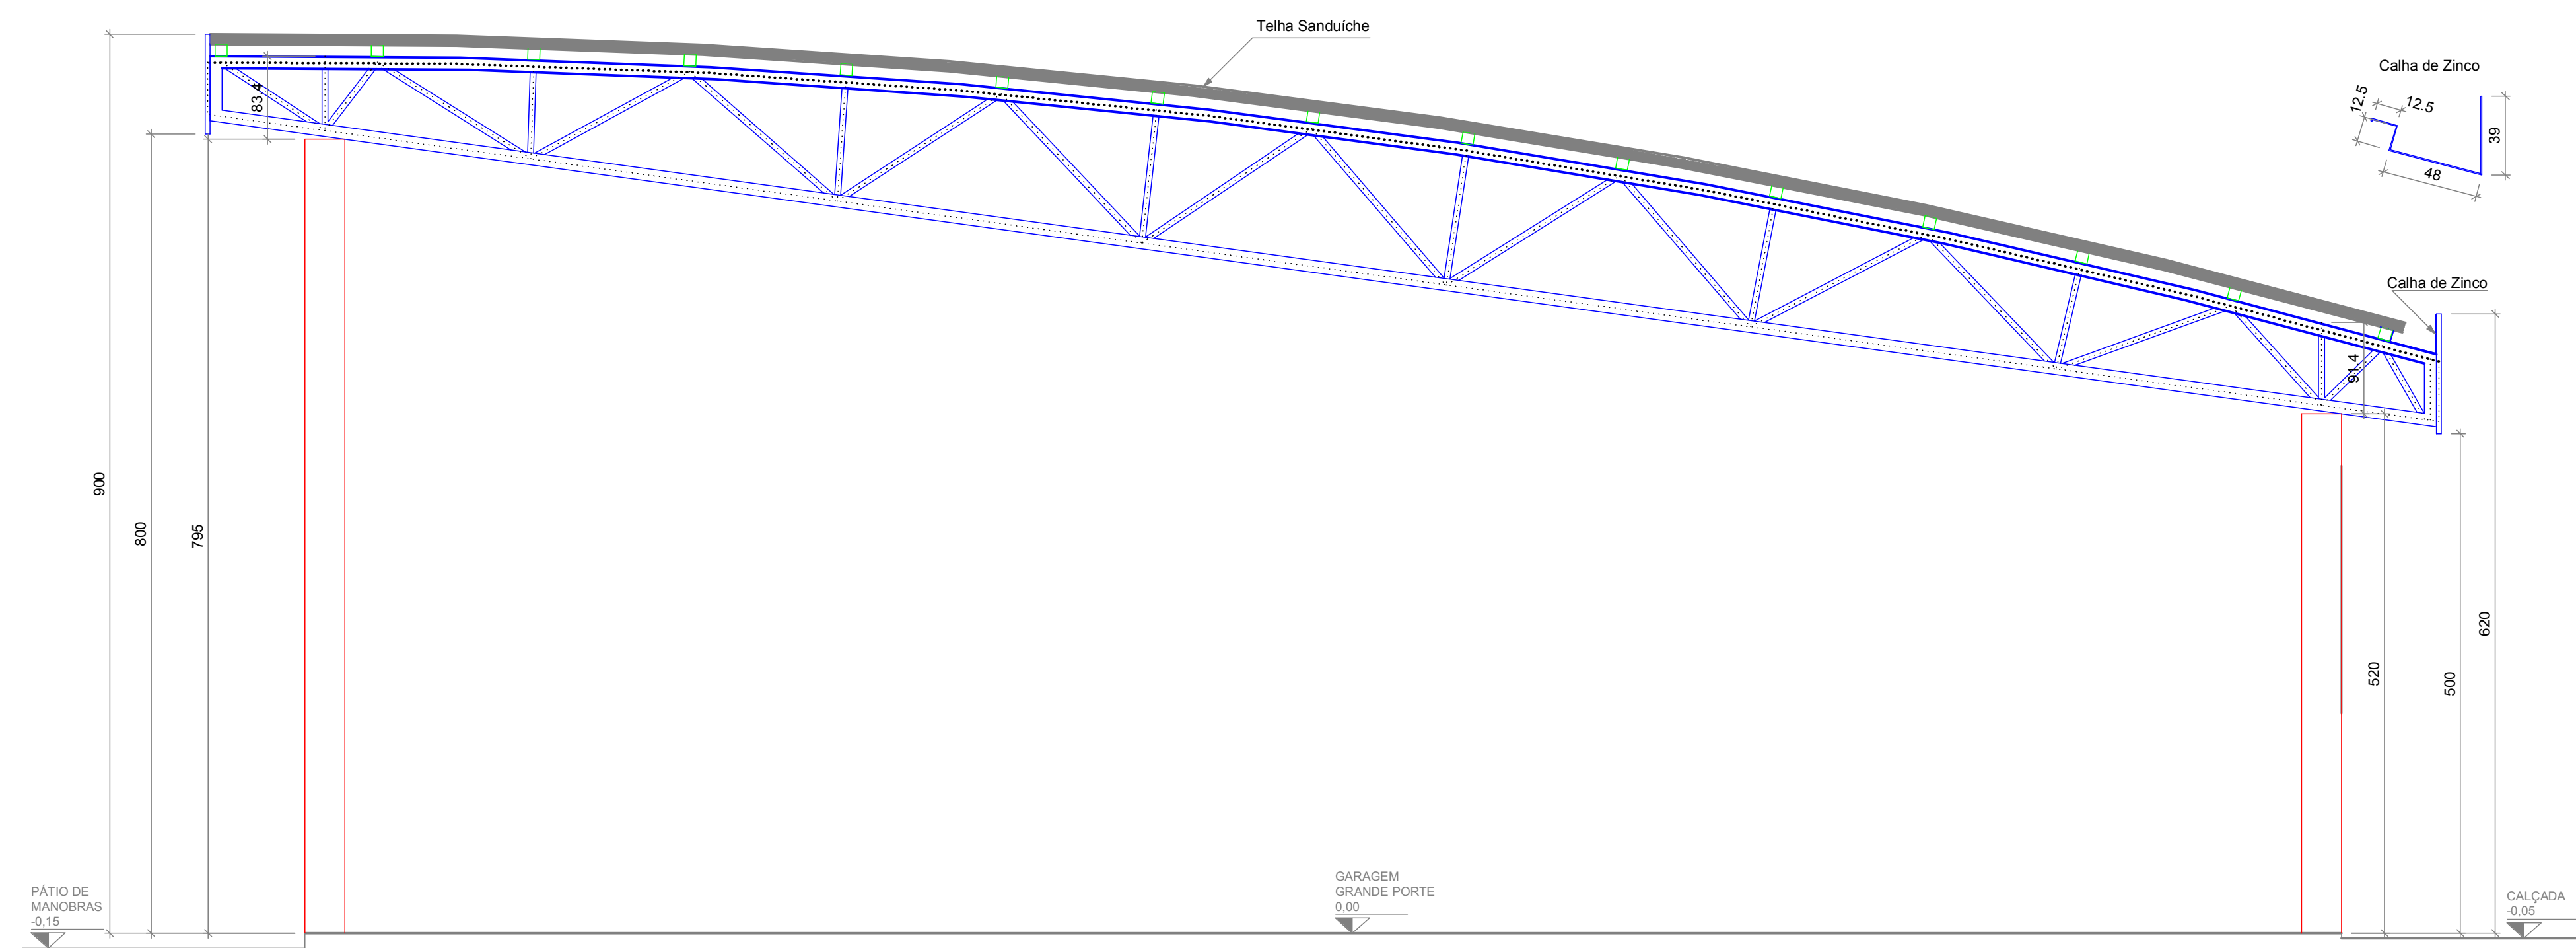 Telha Sanduíche
Calha de Zinco
12.5
12.5
39
48
83.4
Calha de Zinco
91.4
900
800
795
620
520
500
PÁTIO DE
MANOBRAS
-0,15
GARAGEM
GRANDE PORTE
0,00
CALÇADA
-0,05